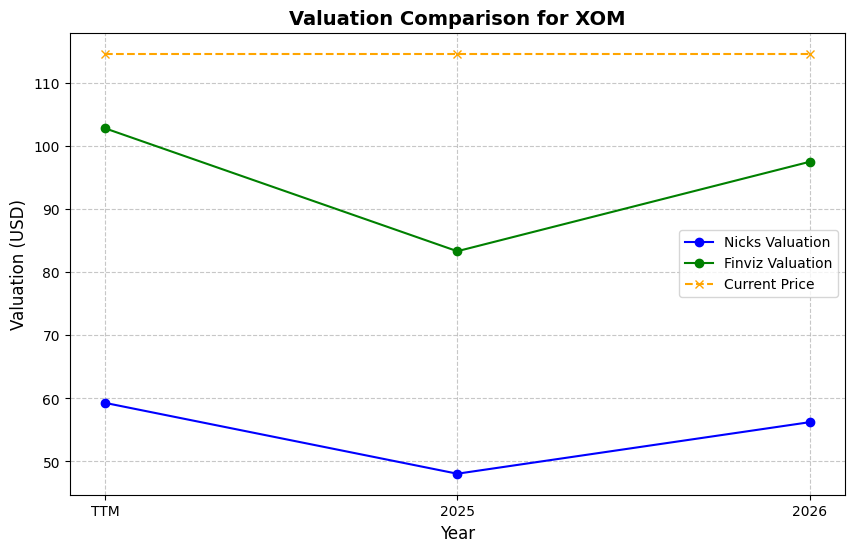 Valuation Comparison for XOM
Valuation (USD)
110
100
90
80
70
60
50
Nicks Valuation
Finviz Valuation
Current Price
TTM 2025 2026
Year